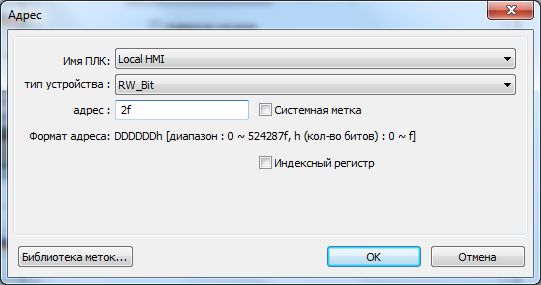 Адрес
Имя ПЛК: Local HMI
тип устройства : RW_Bit
адрес : 2f Системная метка
Формат адреса: DDDDDDh [диапазон : 0 ~ 524287f, h (кол-во битов) : 0 ~ f]
Индексный регистр
Библиотека меток... OK Отмена